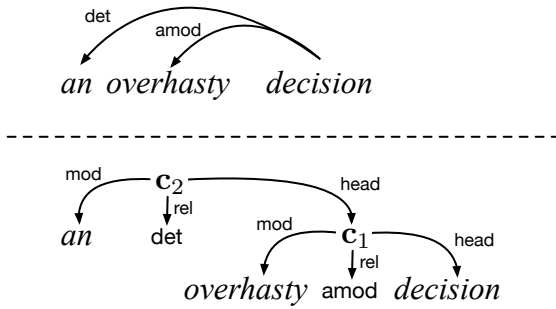 det
amod
an overhasty decision
mod c₂ head
rel
an det mod c₁ head
rel
overhasty amod decision